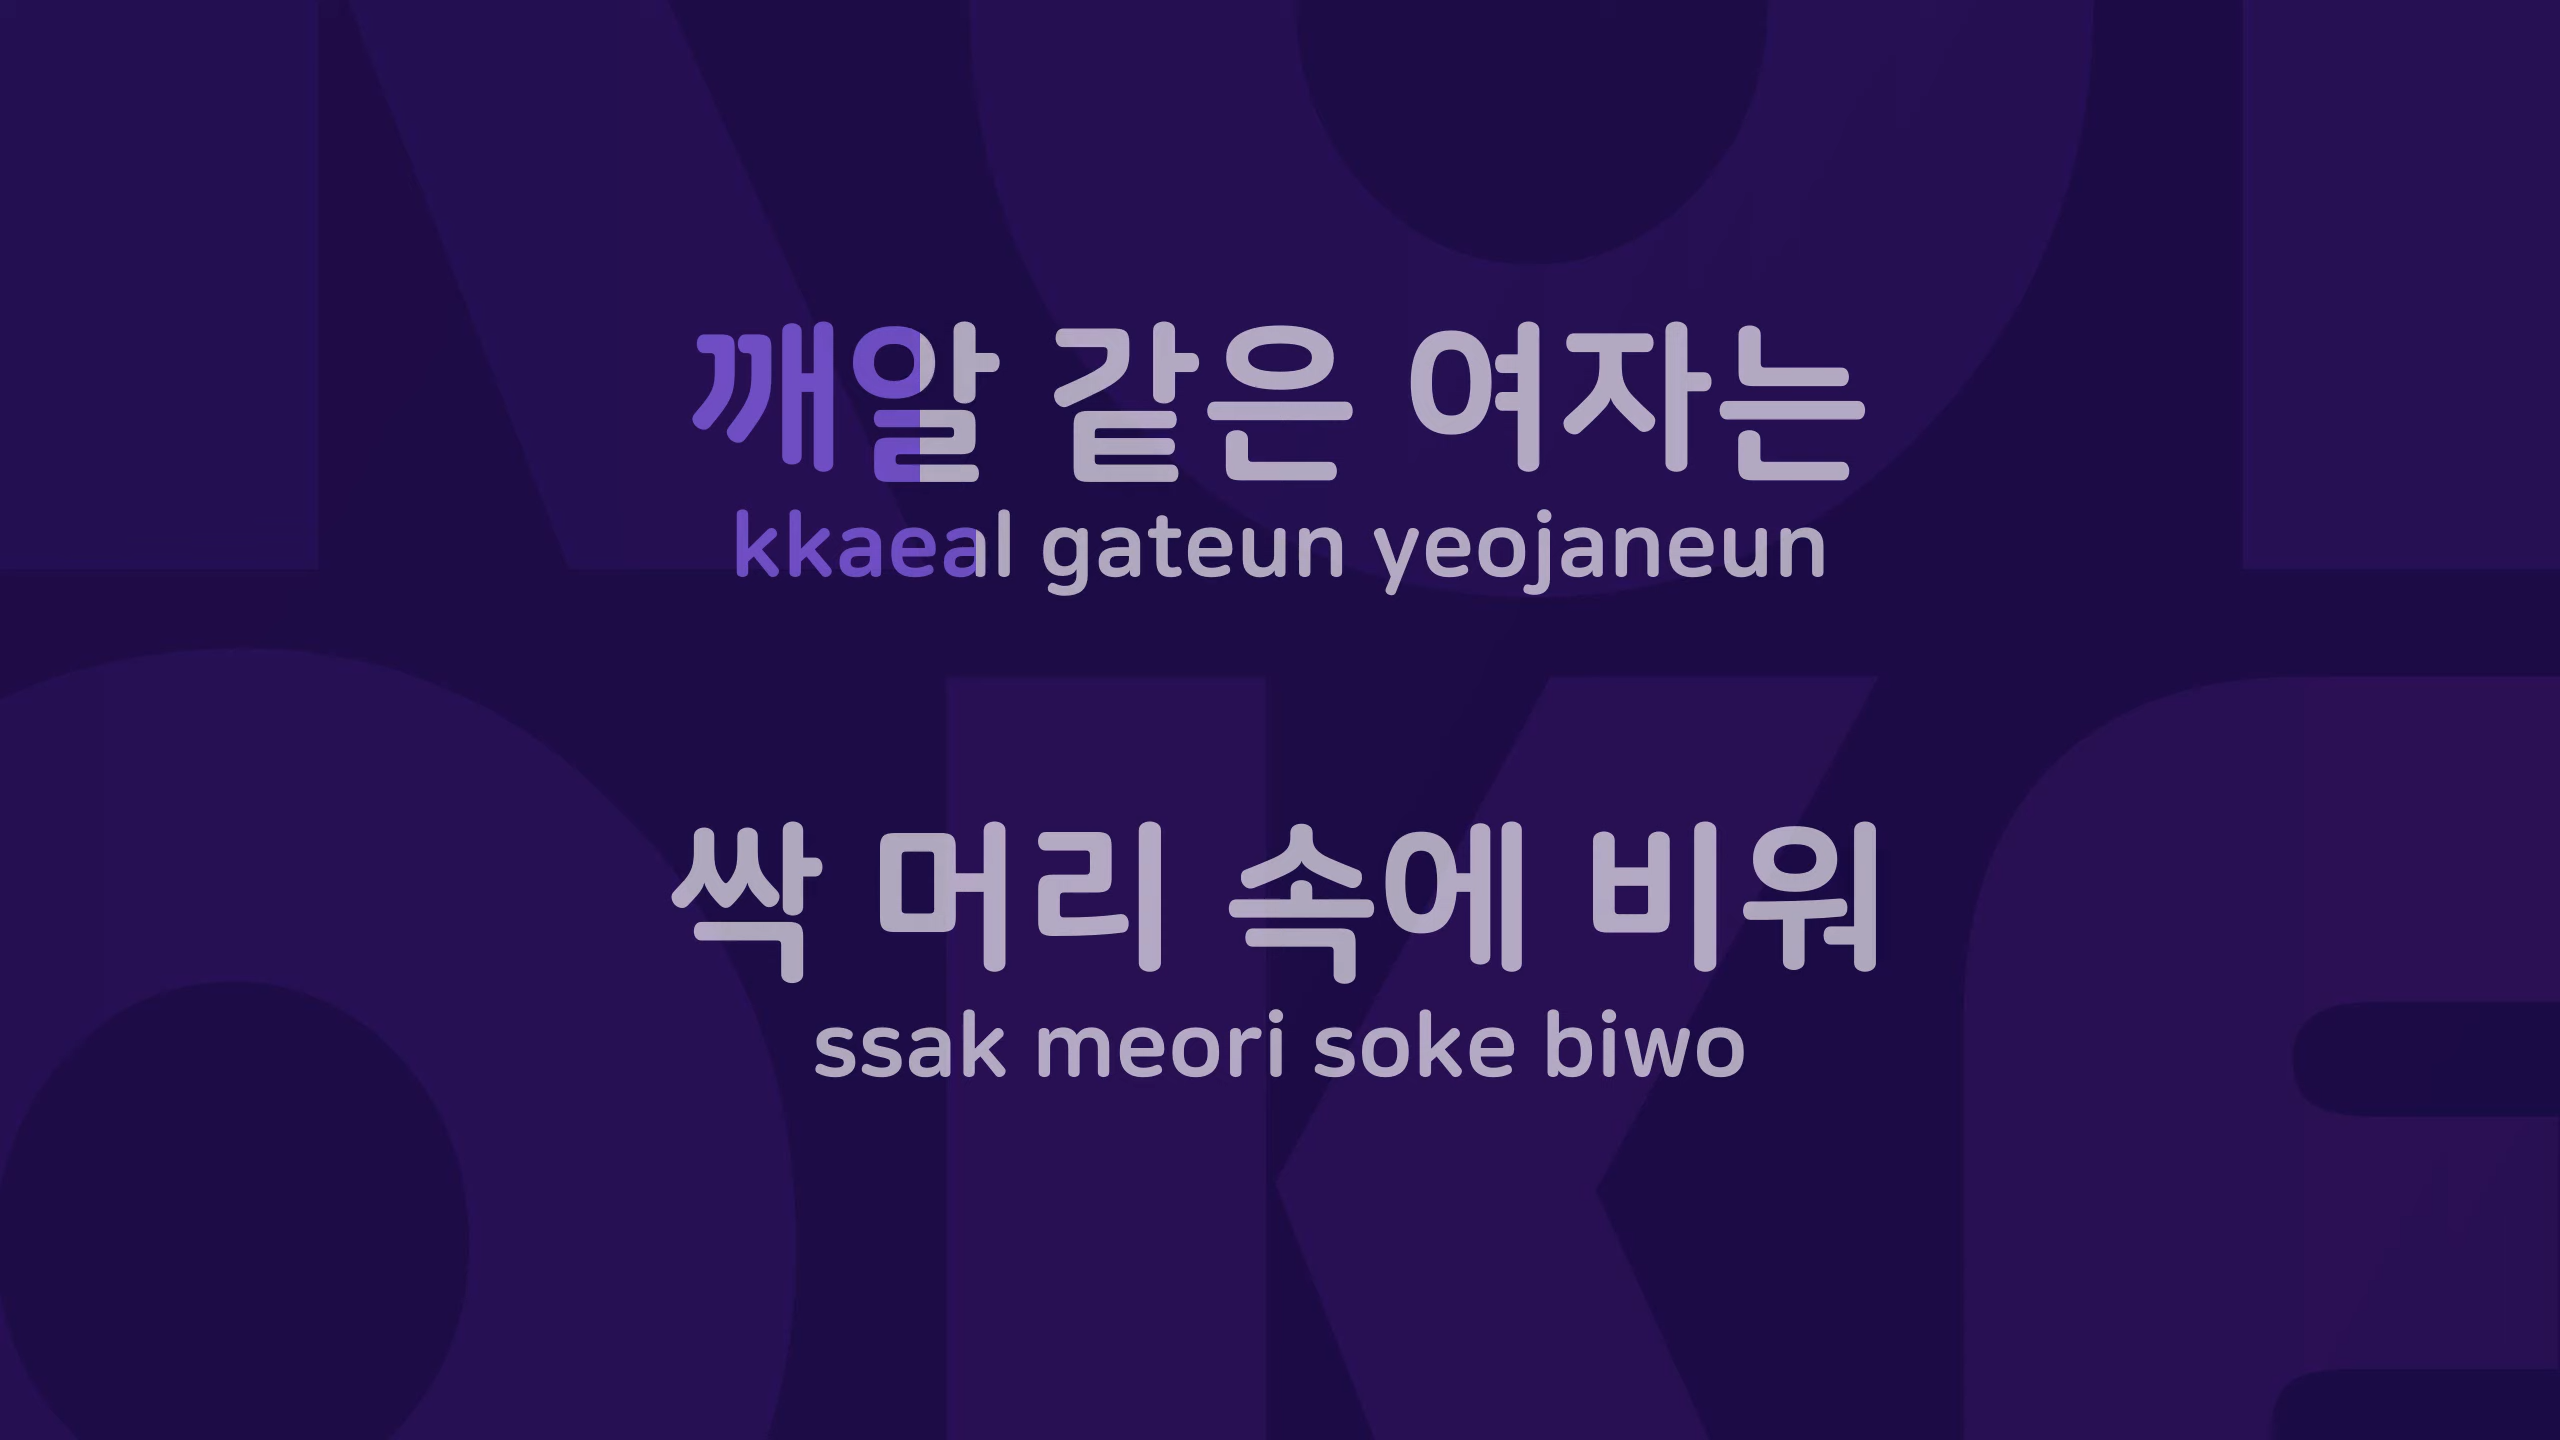 깨알 같은 여자는
kkaeal gateun yeojaneun
싹 머리 속에 비워
ssak meori soke biwo